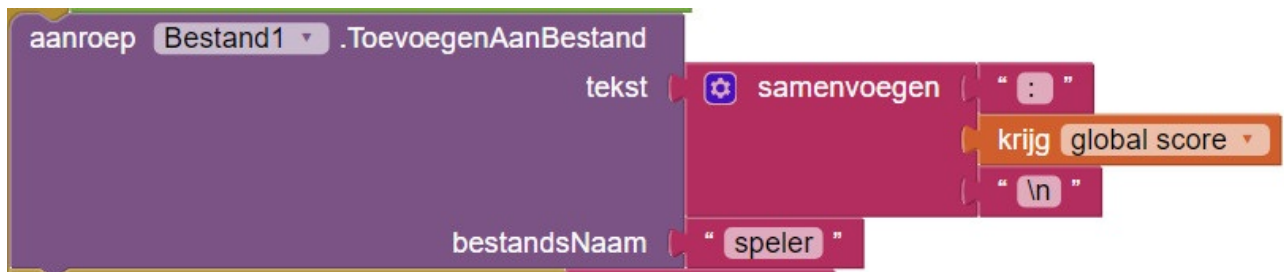 aanroep Bestand1 .ToevoegenAanBestand
tekst samenvoegen " : "
krijg global score
" \n "
bestandsNaam " speler "